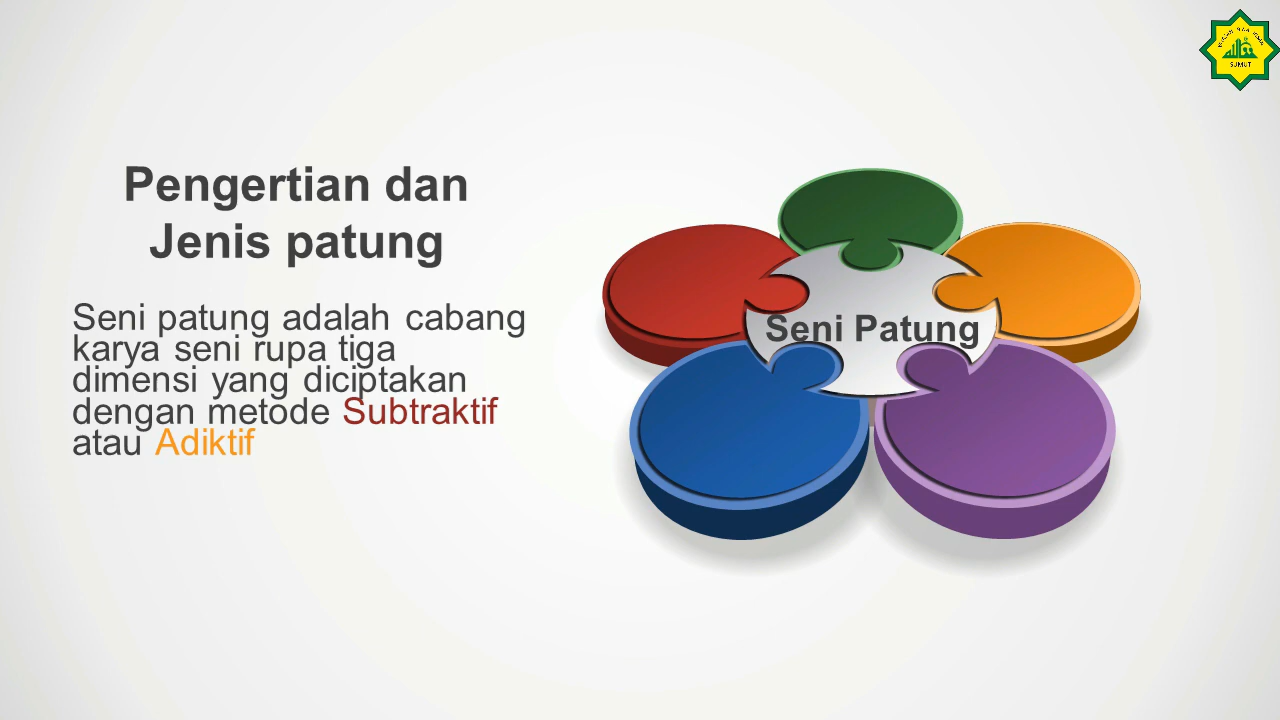 Pengertian dan
Jenis patung
Seni patung adalah cabang
karya seni rupa tiga
dimensi yang diciptakan
dengan metode Subtraktif
atau Adiktif
Seni Patung
SUMUT